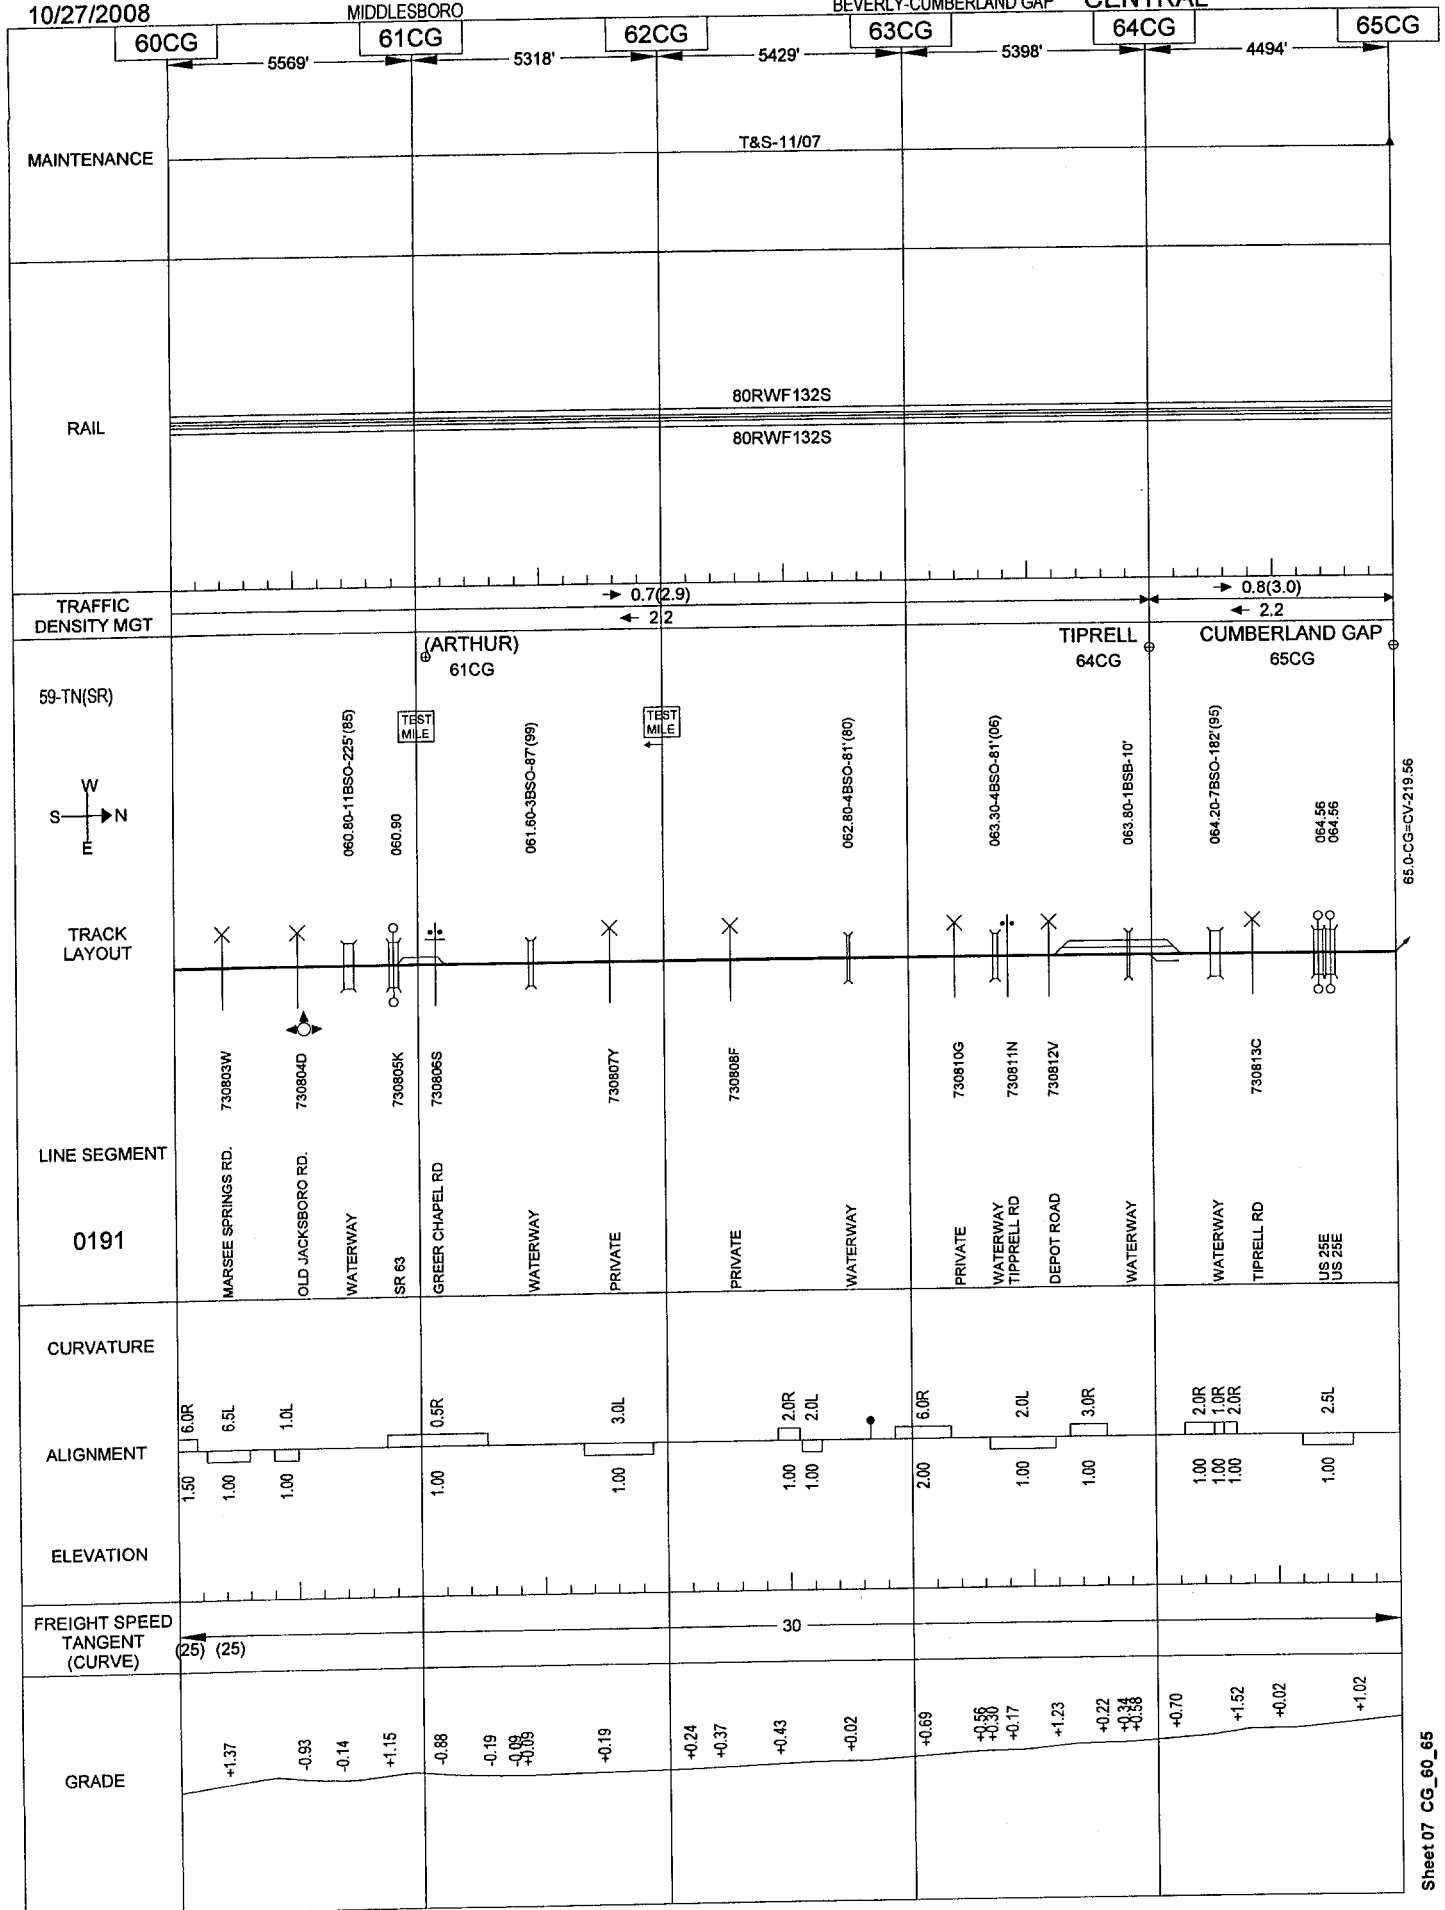 10/27/2008
MIDDLESBORO
BEVERLY-CUMBERLAND GAP CENTRAL
60CG 61CG 62CG 63CG 64CG 65CG
5569' 5318' 5429' 5398' 4494'
MAINTENANCE
T&S-11/07
RAIL
80RWF132S
80RWF132S
TRAFFIC
DENSITY MGT
0.7(2.9) 0.8(3.0)
2.2 2.2
(ARTHUR)
61CG
TIPRELL
64CG
CUMBERLAND GAP
65CG
59-TN(SR)
W
S N
E
TEST
MILE
TEST
MILE
060.80-11BSO-225'(85)
060.90
061.60-3BSO-87'(99)
062.80-4BSO-81'(80)
063.30-4BSO-81'(06)
063.80-1BSB-10'
064.20-7BSO-182'(95)
064.56
064.56
65.0-CG=CV-219.56
TRACK
LAYOUT
730803W
730804D
730805K
730806S
730807Y
730808F
730810G
730811N
730812V
730813C
LINE SEGMENT
0191
MARSEE SPRINGS RD.
OLD JACKSBORO RD.
WATERWAY
SR 63
GREER CHAPEL RD
WATERWAY
PRIVATE
PRIVATE
WATERWAY
PRIVATE
WATERWAY
TIPPRELL RD
DEPOT ROAD
WATERWAY
WATERWAY
TIPRELL RD
US 25E
US 25E
CURVATURE
6.0R 6.5L 1.0L 0.5R 3.0L 2.0R 2.0L 6.0R 2.0L 3.0R 2.0R 1.0R 2.0R 2.5L
ALIGNMENT
1.50 1.00 1.00 1.00 1.00 1.00 1.00 2.00 1.00 1.00 1.00 1.00 1.00 1.00
ELEVATION
FREIGHT SPEED
TANGENT
(CURVE)
30
(25) (25)
GRADE
+1.37 -0.93 -0.14 +1.15 -0.88 -0.19 -0.09 +0.09 +0.19 +0.24 +0.37 +0.43 +0.02 +0.69 +0.56 +0.30 +0.17 +1.23 +0.22 +0.34 +0.58 +0.70 +1.52 +0.02 +1.02
Sheet 07 CG_60_65